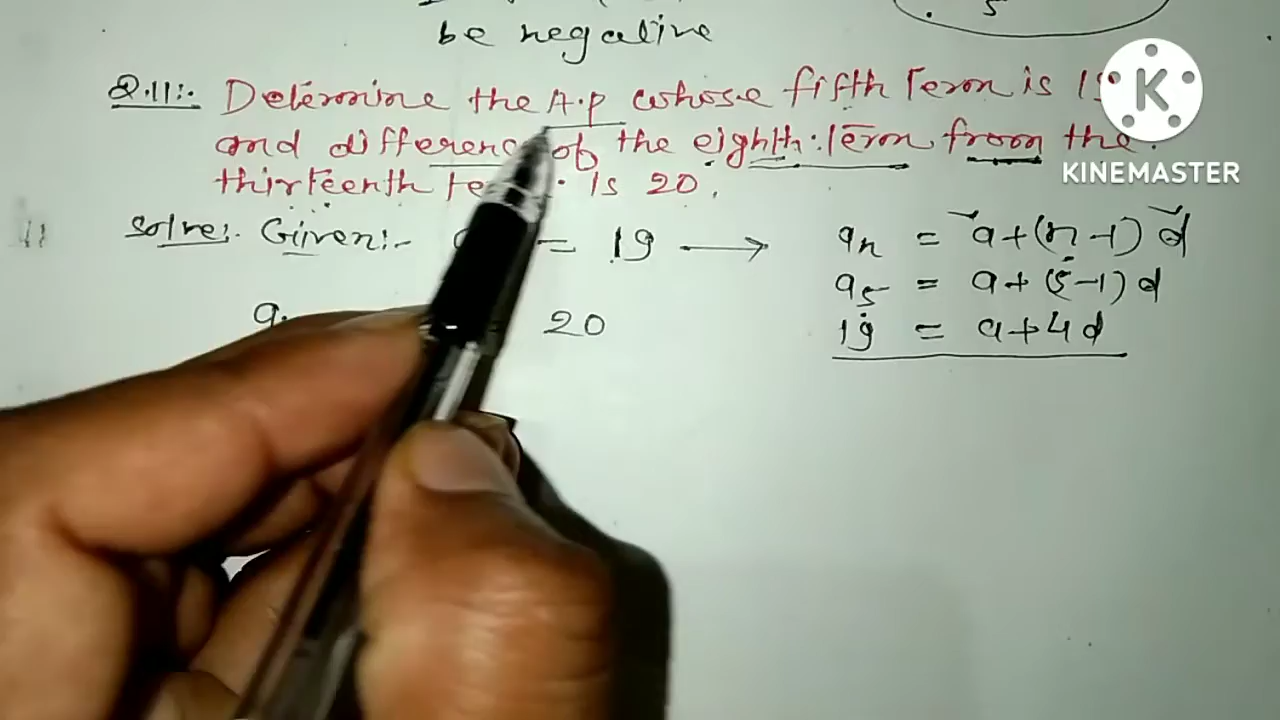 be negative
Q.11:. Determine the A.P whose fifth Term is
and difference of the eighth Term from the
thirteenth is 20.
Solve:. Given:- = 19 → aₙ = a+(n-1)d
a₅ = a+(5-1)d
20
19 = a+4d
K
KINEMASTER